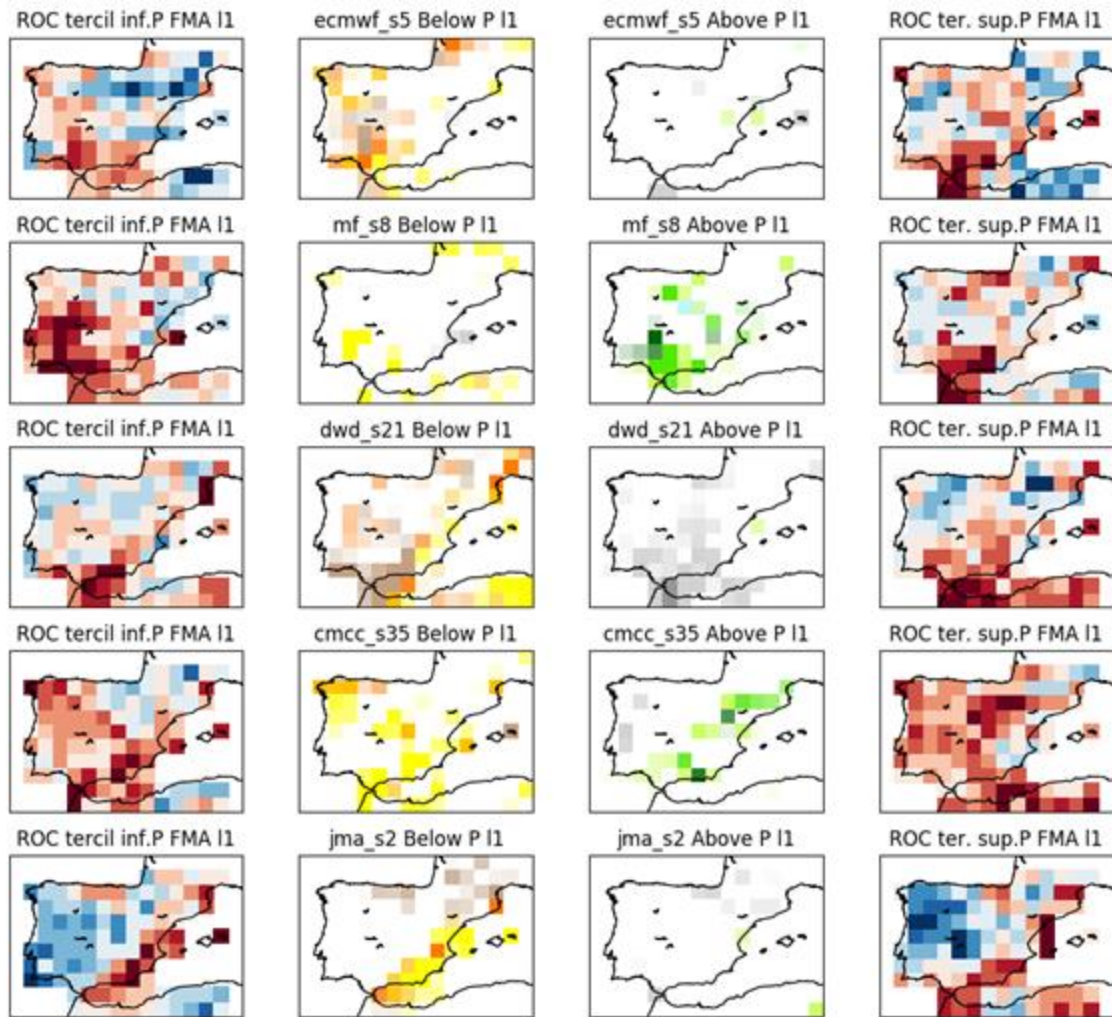 ROC tercil inf.P FMA l1
ecmwf_s5 Below P l1
ecmwf_s5 Above P l1
ROC ter. sup.P FMA l1
ROC tercil inf.P FMA l1
mf_s8 Below P l1
mf_s8 Above P l1
ROC ter. sup.P FMA l1
ROC tercil inf.P FMA l1
dwd_s21 Below P l1
dwd_s21 Above P l1
ROC ter. sup.P FMA l1
ROC tercil inf.P FMA l1
cmcc_s35 Below P l1
cmcc_s35 Above P l1
ROC ter. sup.P FMA l1
ROC tercil inf.P FMA l1
jma_s2 Below P l1
jma_s2 Above P l1
ROC ter. sup.P FMA l1